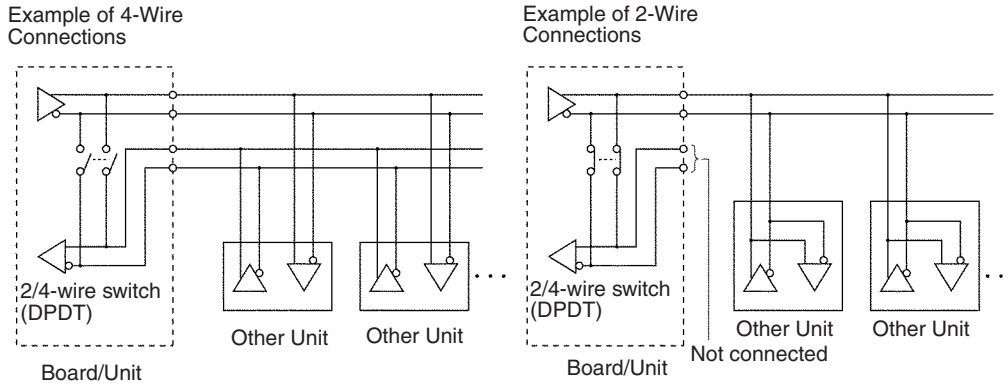 Example of 4-Wire
Connections
Example of 2-Wire
Connections
2/4-wire switch
(DPDT)
Other Unit
Other Unit
...
Board/Unit
2/4-wire switch
(DPDT)
Other Unit
Other Unit
...
Not connected
Board/Unit